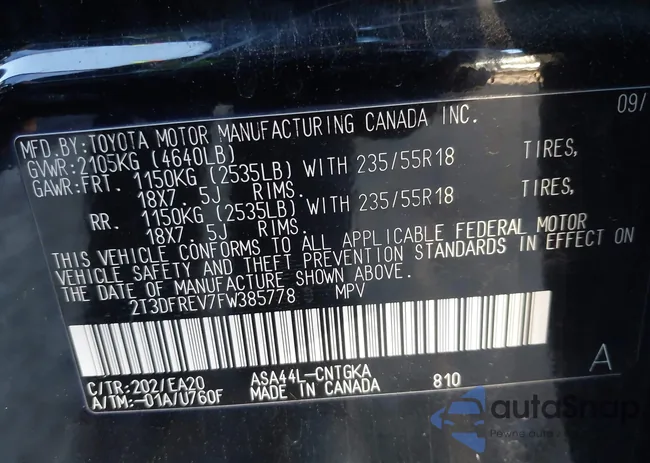 09/
MFD.BY:TOYOTA MOTOR MANUFACTURING CANADA INC.
GVWR:2105KG (4640LB)
GAWR:FRT. 1150KG (2535LB) WITH 235/55R18 TIRES,
18X7.5J RIMS.
RR. 1150KG (2535LB) WITH 235/55R18 TIRES,
18X7.5J RIMS.
THIS VEHICLE CONFORMS TO ALL APPLICABLE FEDERAL MOTOR
VEHICLE SAFETY AND THEFT PREVENTION STANDARDS IN EFFECT ON
THE DATE OF MANUFACTURE SHOWN ABOVE.
2T3DFREV7FW385778 MPV
C/TR:202/EA20 ASA44L-CNTGKA A
A/TM:-01A/U760F MADE IN CANADA 810
autoSnap